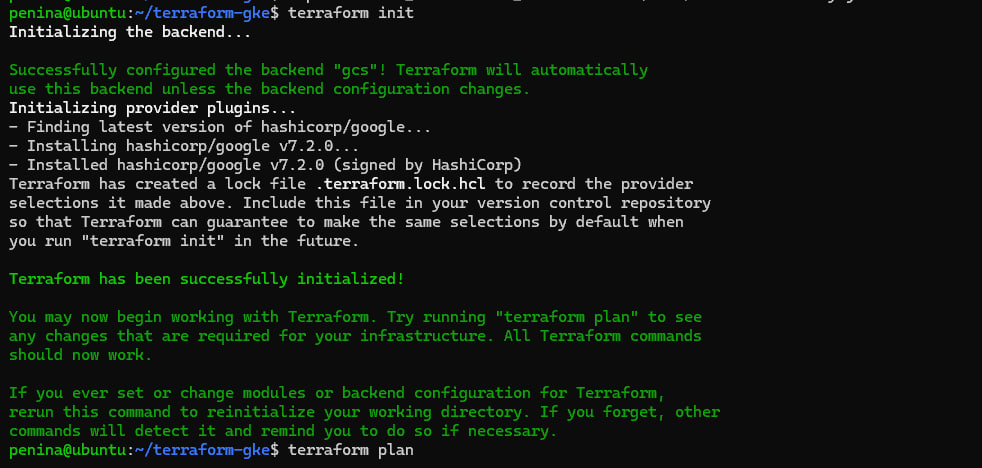 penina@ubuntu:~/terraform-gke$ terraform init
Initializing the backend...
Successfully configured the backend "gcs"! Terraform will automatically
use this backend unless the backend configuration changes.
Initializing provider plugins...
- Finding latest version of hashicorp/google...
- Installing hashicorp/google v7.2.0...
- Installed hashicorp/google v7.2.0 (signed by HashiCorp)
Terraform has created a lock file .terraform.lock.hcl to record the provider
selections it made above. Include this file in your version control repository
so that Terraform can guarantee to make the same selections by default when
you run "terraform init" in the future.
Terraform has been successfully initialized!
You may now begin working with Terraform. Try running "terraform plan" to see
any changes that are required for your infrastructure. All Terraform commands
should now work.
If you ever set or change modules or backend configuration for Terraform,
rerun this command to reinitialize your working directory. If you forget, other
commands will detect it and remind you to do so if necessary.
penina@ubuntu:~/terraform-gke$ terraform plan